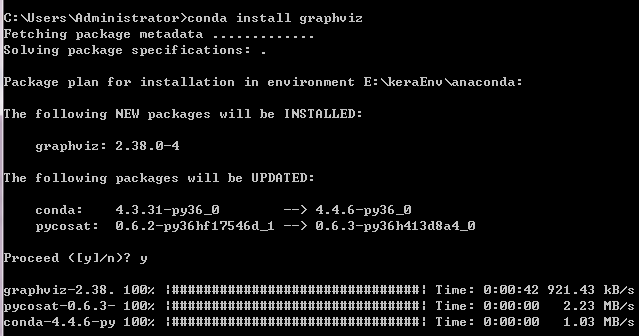 C:\Users\Administrator>conda install graphviz
Fetching package metadata .............
Solving package specifications: .
Package plan for installation in environment E:\keraEnv\anaconda:
The following NEW packages will be INSTALLED:
graphviz: 2.38.0-4
The following packages will be UPDATED:
conda: 4.3.31-py36_0 --> 4.4.6-py36_0
pycosat: 0.6.2-py36hf17546d_1 --> 0.6.3-py36h413d8a4_0
Proceed ([y]/n)? y
graphviz-2.38. 100% |###############################| Time: 0:00:42 921.43 kB/s
pycosat-0.6.3- 100% |###############################| Time: 0:00:00 2.23 MB/s
conda-4.4.6-py 100% |###############################| Time: 0:00:00 1.03 MB/s